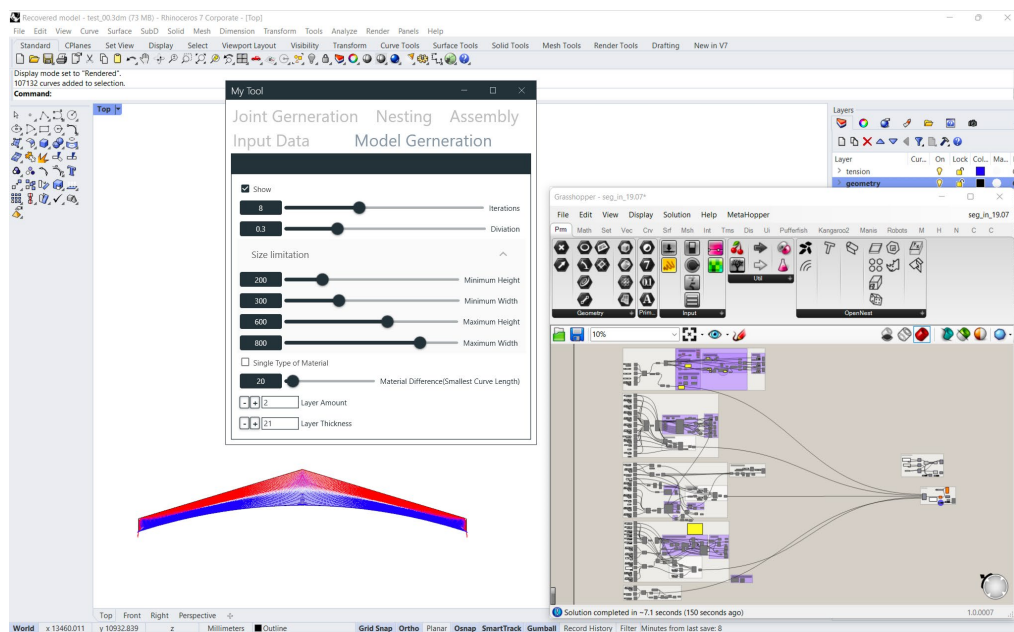 Recovered model - test_00.3dm (73 MB) - Rhinoceros 7 Corporate - [Top]
File Edit View Curve Surface SubD Solid Mesh Dimension Transform Tools Analyze Render Panels Help
Standard CPlanes Set View Display Select Viewport Layout Visibility Transform Curve Tools Surface Tools Solid Tools Mesh Tools Render Tools Drafting New in V7
Display mode set to "Rendered".
107132 curves added to selection.
Command:
Top
My Tool
Joint Gerneration Nesting Assembly
Input Data Model Gerneration
Show
8 Iterations
0.3 Diviation
Size limitation
200 Minimum Height
300 Minimum Width
600 Maximum Height
800 Maximum Width
Single Type of Material
20 Material Difference(Smallest Curve Length)
- + 2 Layer Amount
- + 21 Layer Thickness
Layers
Layer Cur... On Lock Col... Ma...
tension
geometry
Grasshopper - seg_in_19.07*
File Edit View Display Solution Help MetaHopper seg_in_19.07
Prm Math Set Vec Crv Srf Msh Int Trns Dis Ui Pufferfish Kangaroo2 Manis Robots M H N C C
Geometry Prim... Input Util OpenNest
10%
Solution completed in ~7.1 seconds (150 seconds ago) 1.0.0007
Top Front Right Perspective
World x 13460.011 y 10932.839 z Millimeters Outline Grid Snap Ortho Planar Osnap SmartTrack Gumball Record History Filter Minutes from last save: 8